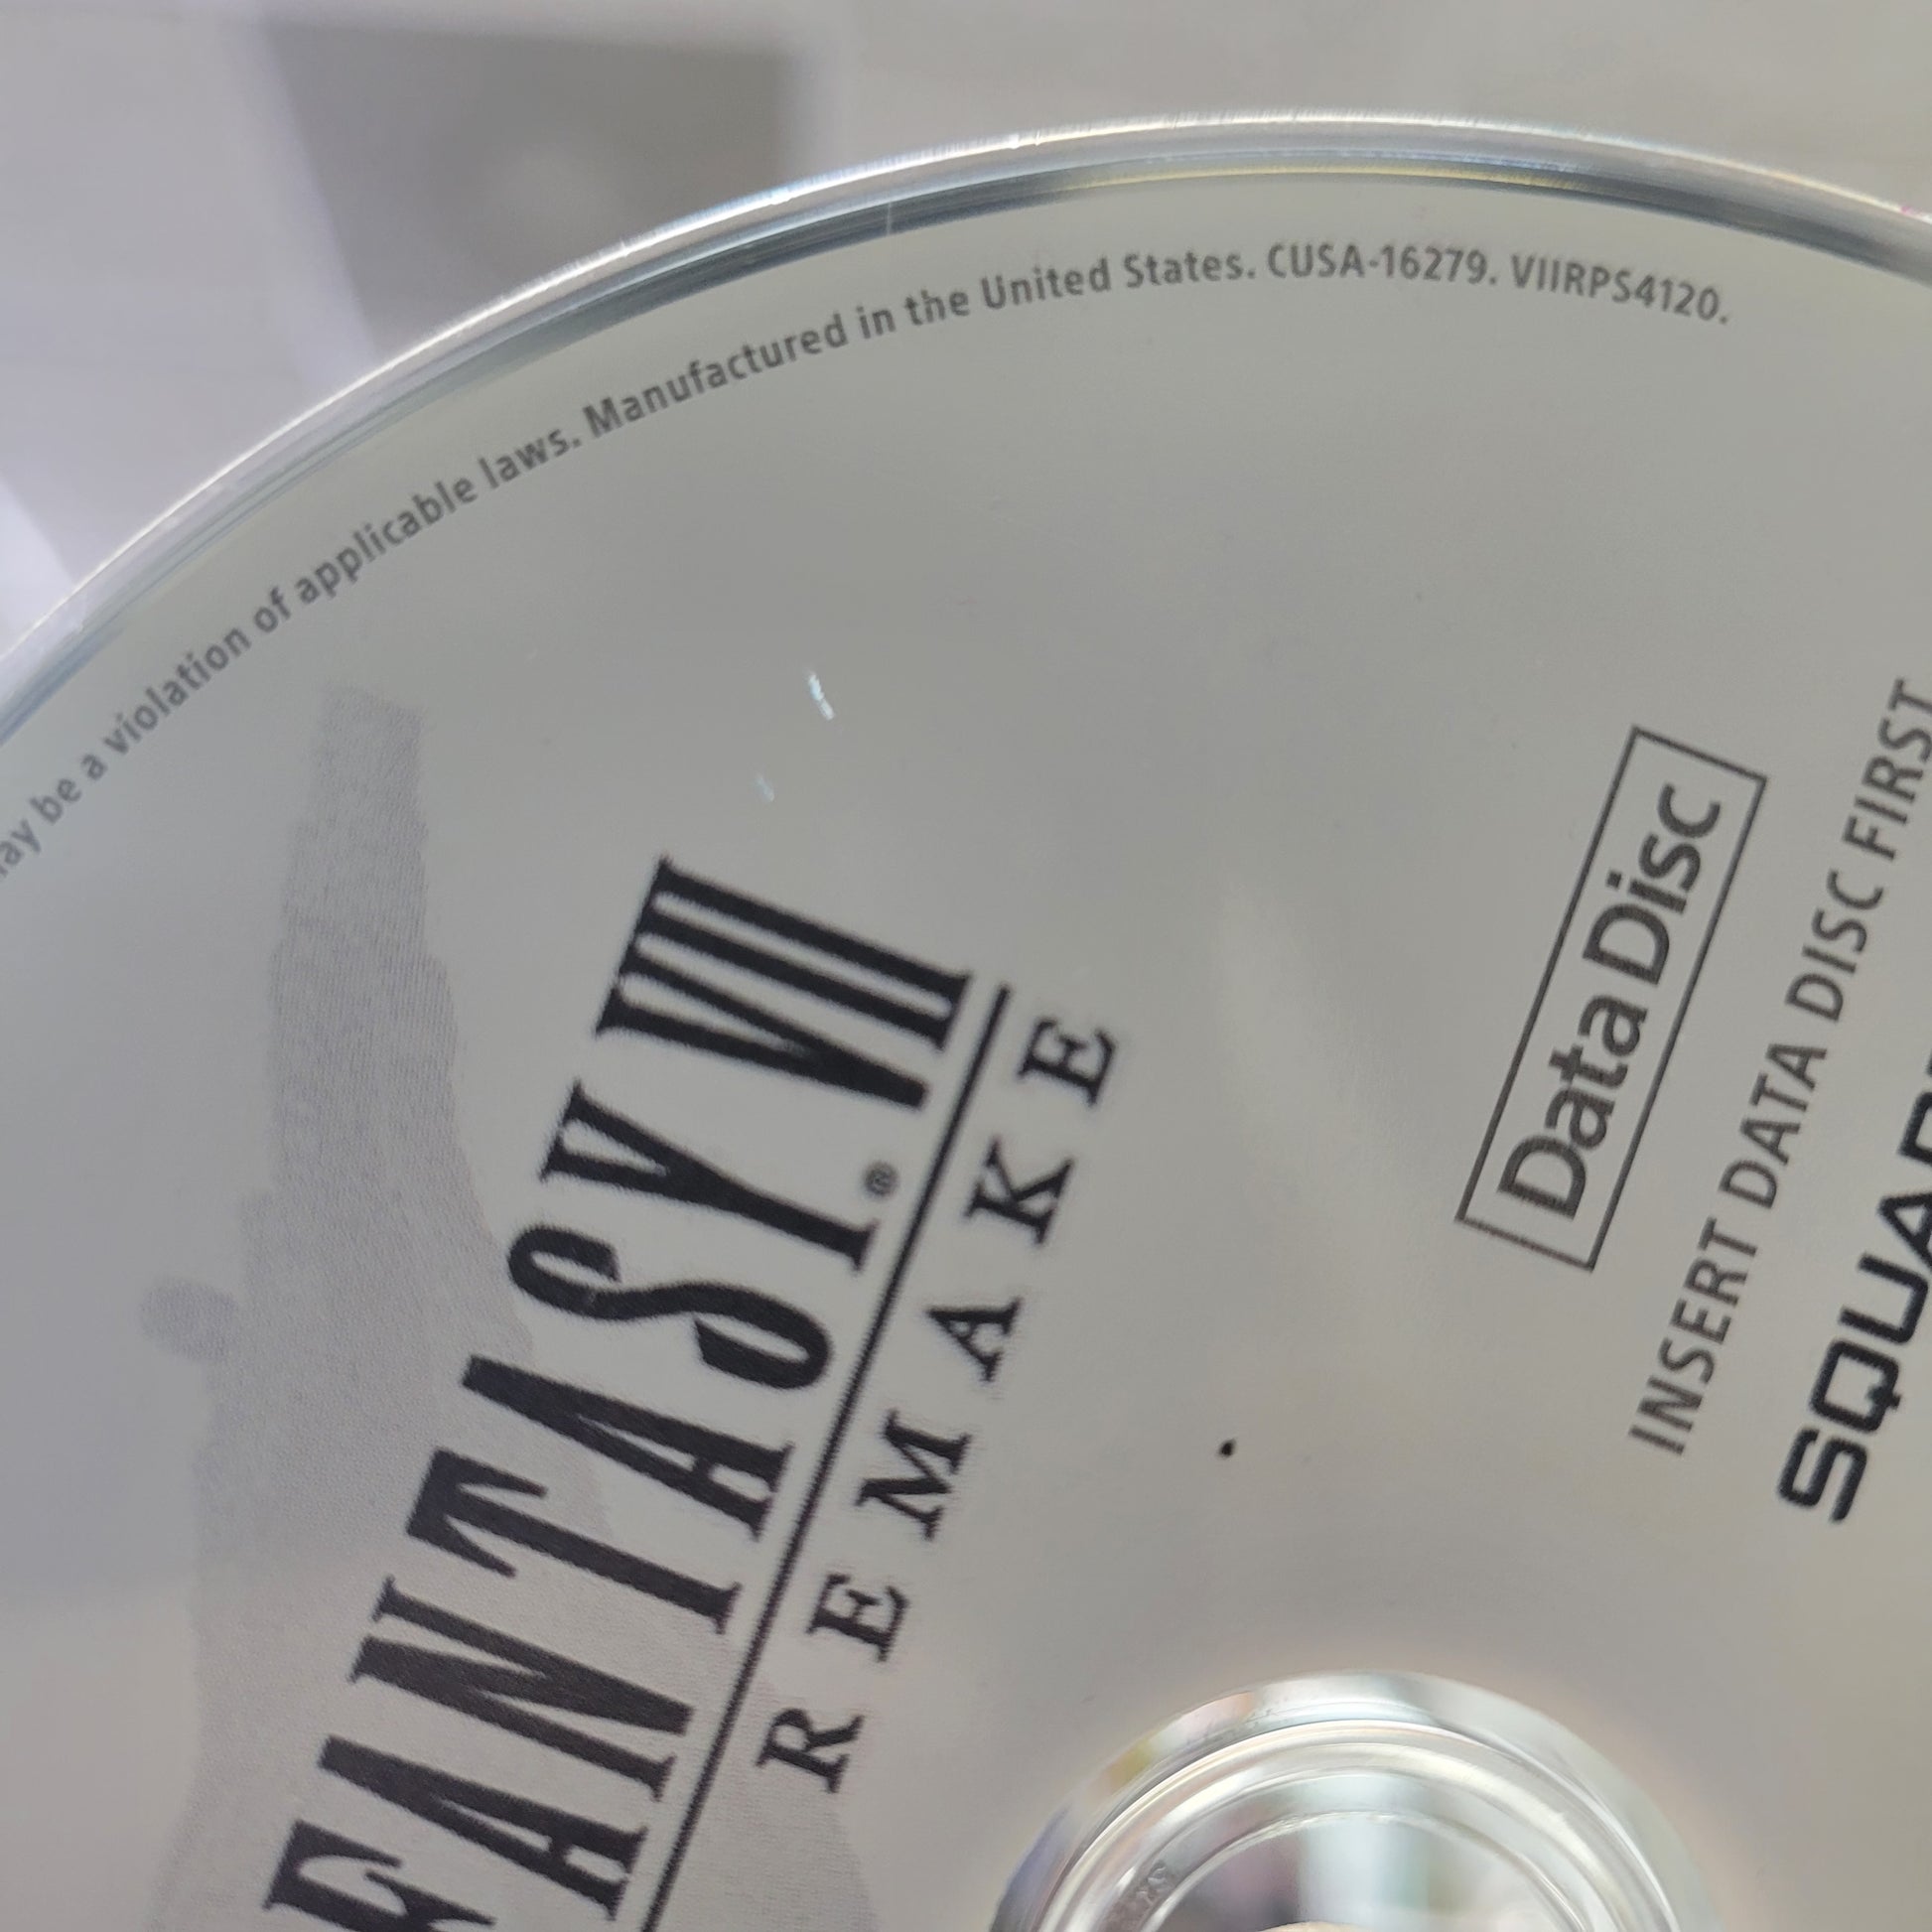 may be a violation of applicable laws. Manufactured in the United States. CUSA-16279. VIIRPS4120.
FANTASY VII®
REMAKE
Data Disc
INSERT DATA DISC FIRST